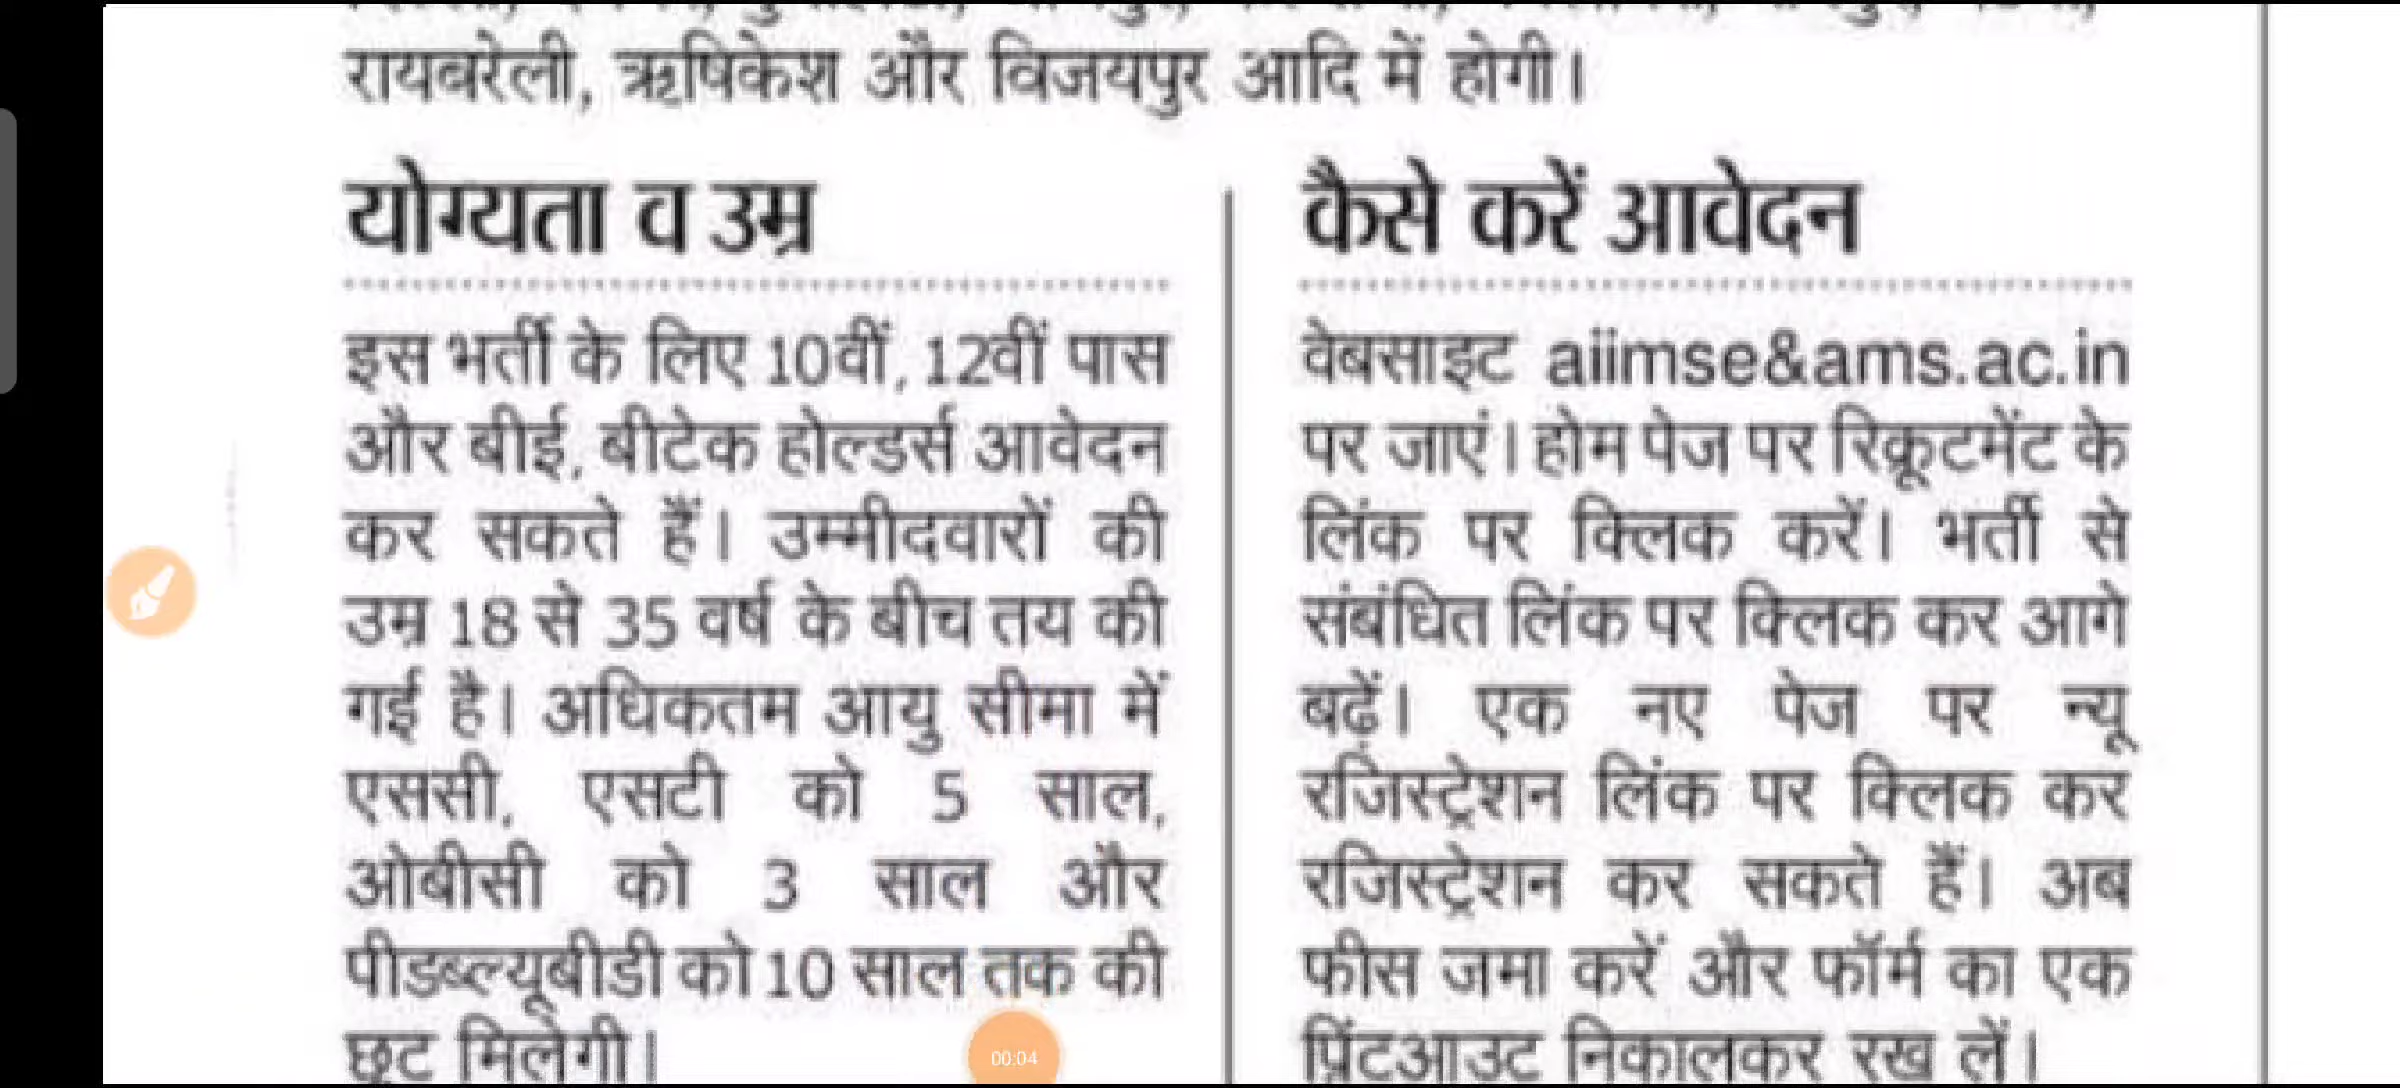 रायबरेली, ऋषिकेश और विजयपुर आदि में होगी।
योग्यता व उम्र
इस भर्ती के लिए 10वीं, 12वीं पास
और बीई, बीटेक होल्डर्स आवेदन
कर सकते हैं। उम्मीदवारों की
उम्र 18 से 35 वर्ष के बीच तय की
गई है। अधिकतम आयु सीमा में
एससी, एसटी को 5 साल,
ओबीसी को 3 साल और
पीडब्ल्यूबीडी को 10 साल तक की
छूट मिलेगी।
कैसे करें आवेदन
वेबसाइट aiimse&ams.ac.in
पर जाएं। होम पेज पर रिक्रूटमेंट के
लिंक पर क्लिक करें। भर्ती से
संबंधित लिंक पर क्लिक कर आगे
बढ़ें। एक नए पेज पर न्यू
रजिस्ट्रेशन लिंक पर क्लिक कर
रजिस्ट्रेशन कर सकते हैं। अब
फीस जमा करें और फॉर्म का एक
प्रिंटआउट निकालकर रख लें।
00:04